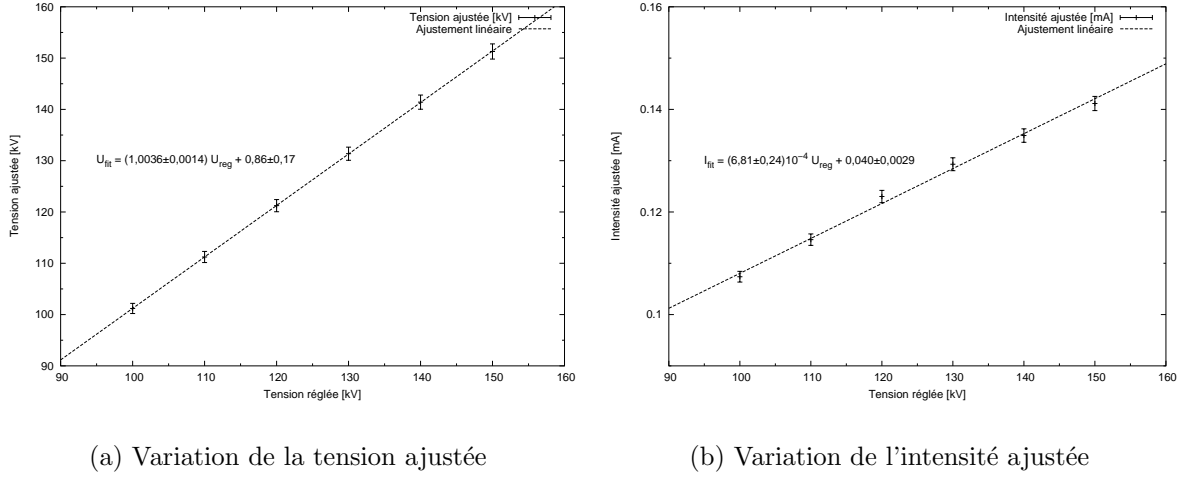 160
150
140
130
120
110
100
90
90 100 110 120 130 140 150 160
Tension ajustée [kV]
Tension réglée [kV]
Tension ajustée [kV]
Ajustement linéaire
U_fit = (1,0036±0,0014) U_reg + 0,86±0,17
(a) Variation de la tension ajustée
0.16
0.14
0.12
0.1
90 100 110 120 130 140 150 160
Intensité ajustée [mA]
Tension réglée [kV]
Intensité ajustée [mA]
Ajustement linéaire
I_fit = (6,81±0,24)10^−4 U_reg + 0,040±0,0029
(b) Variation de l'intensité ajustée